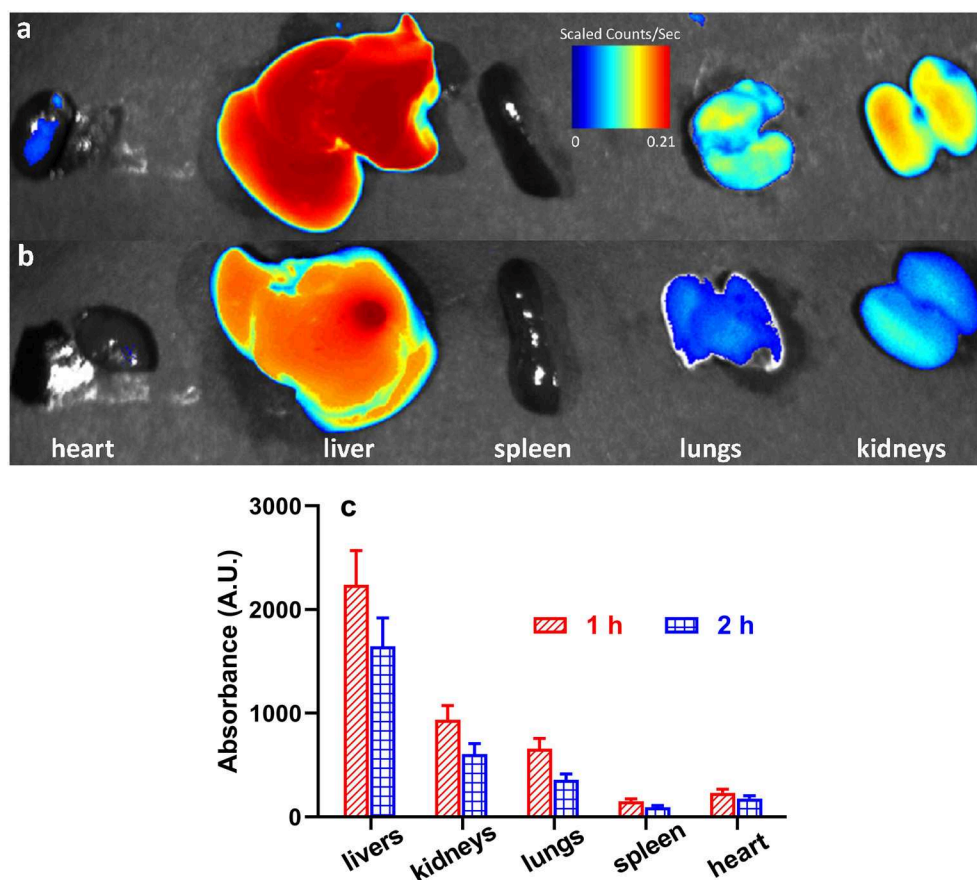 a
Scaled Counts/Sec
0 0.21
b
heart liver spleen lungs kidneys
c
3000
2000
1000
0
Absorbance (A.U.)
1 h 2 h
livers kidneys lungs spleen heart